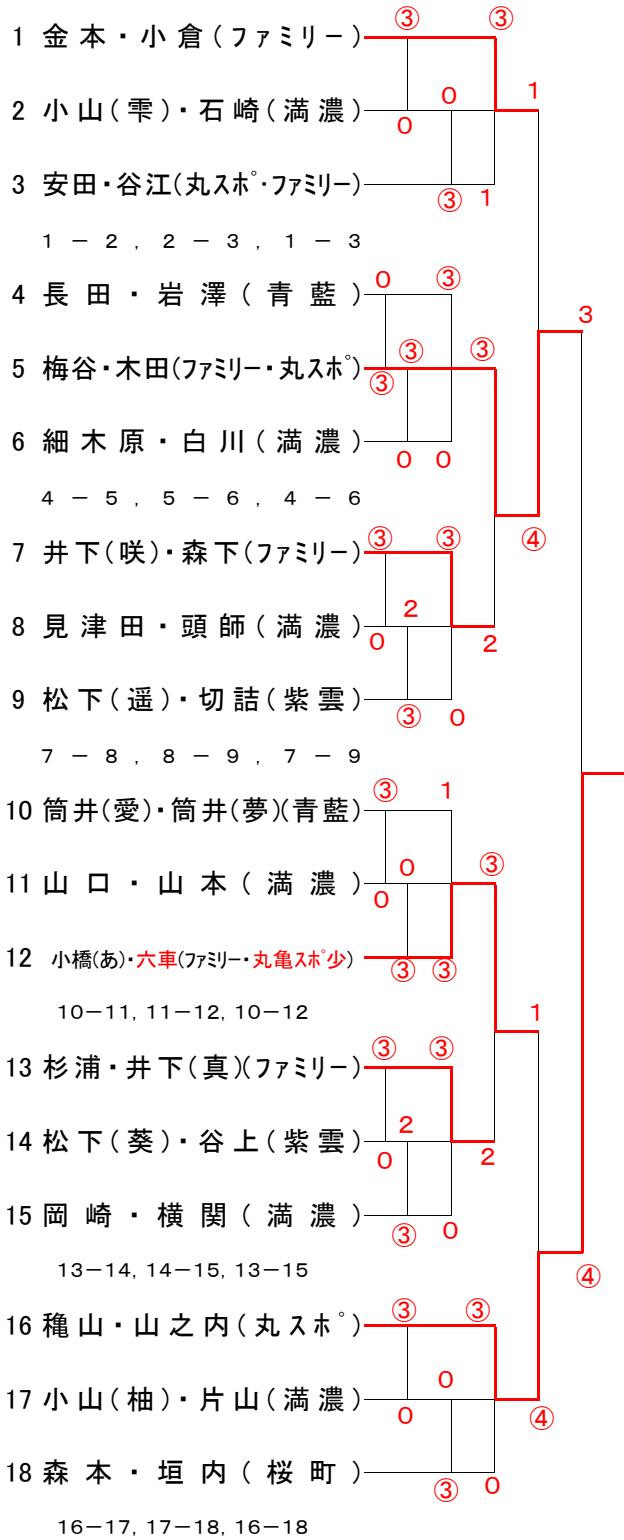 ③ ③
1 金本・小倉(ファミリー)
0 1
2 小山(雫)・石崎(満濃)
0
3 安田・谷江(丸スポ・ファミリー)
③ 1
1 － 2 , 2 － 3 , 1 － 3
0 ③
4 長田・岩澤(青藍)
3
③ ③
5 梅谷・木田(ファミリー・丸スポ)
③
6 細木原・白川(満濃)
0 0
4 － 5 , 5 － 6 , 4 － 6
④
③ ③
7 井下(咲)・森下(ファミリー)
2
8 見津田・頭師(満濃)
0 2
9 松下(遥)・切詰(紫雲)
③ 0
7 － 8 , 8 － 9 , 7 － 9
③ 1
10 筒井(愛)・筒井(夢)(青藍)
0 ③
11 山口・山本(満濃)
0
12 小橋(あ)・六車(ファミリー・丸亀スポ少)
③ ③
10－11, 11－12, 10－12
1
③ ③
13 杉浦・井下(真)(ファミリー)
2
14 松下(葵)・谷上(紫雲)
0 2
15 岡崎・横関(満濃)
③ 0
13－14, 14－15, 13－15
④
③ ③
16 穐山・山之内(丸スポ)
0
17 小山(柚)・片山(満濃)
0 ④
18 森本・垣内(桜町)
③ 0
16－17, 17－18, 16－18